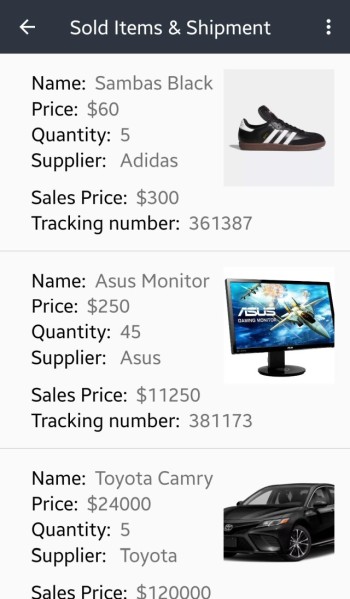 Sold Items & Shipment
Name: Sambas Black
Price: $60
Quantity: 5
Supplier: Adidas
Sales Price: $300
Tracking number: 361387
Name: Asus Monitor
Price: $250
Quantity: 45
Supplier: Asus
ASUS
GAMING MONITOR
Sales Price: $11250
Tracking number: 381173
Name: Toyota Camry
Price: $24000
Quantity: 5
Supplier: Toyota
Sales Price: $120000